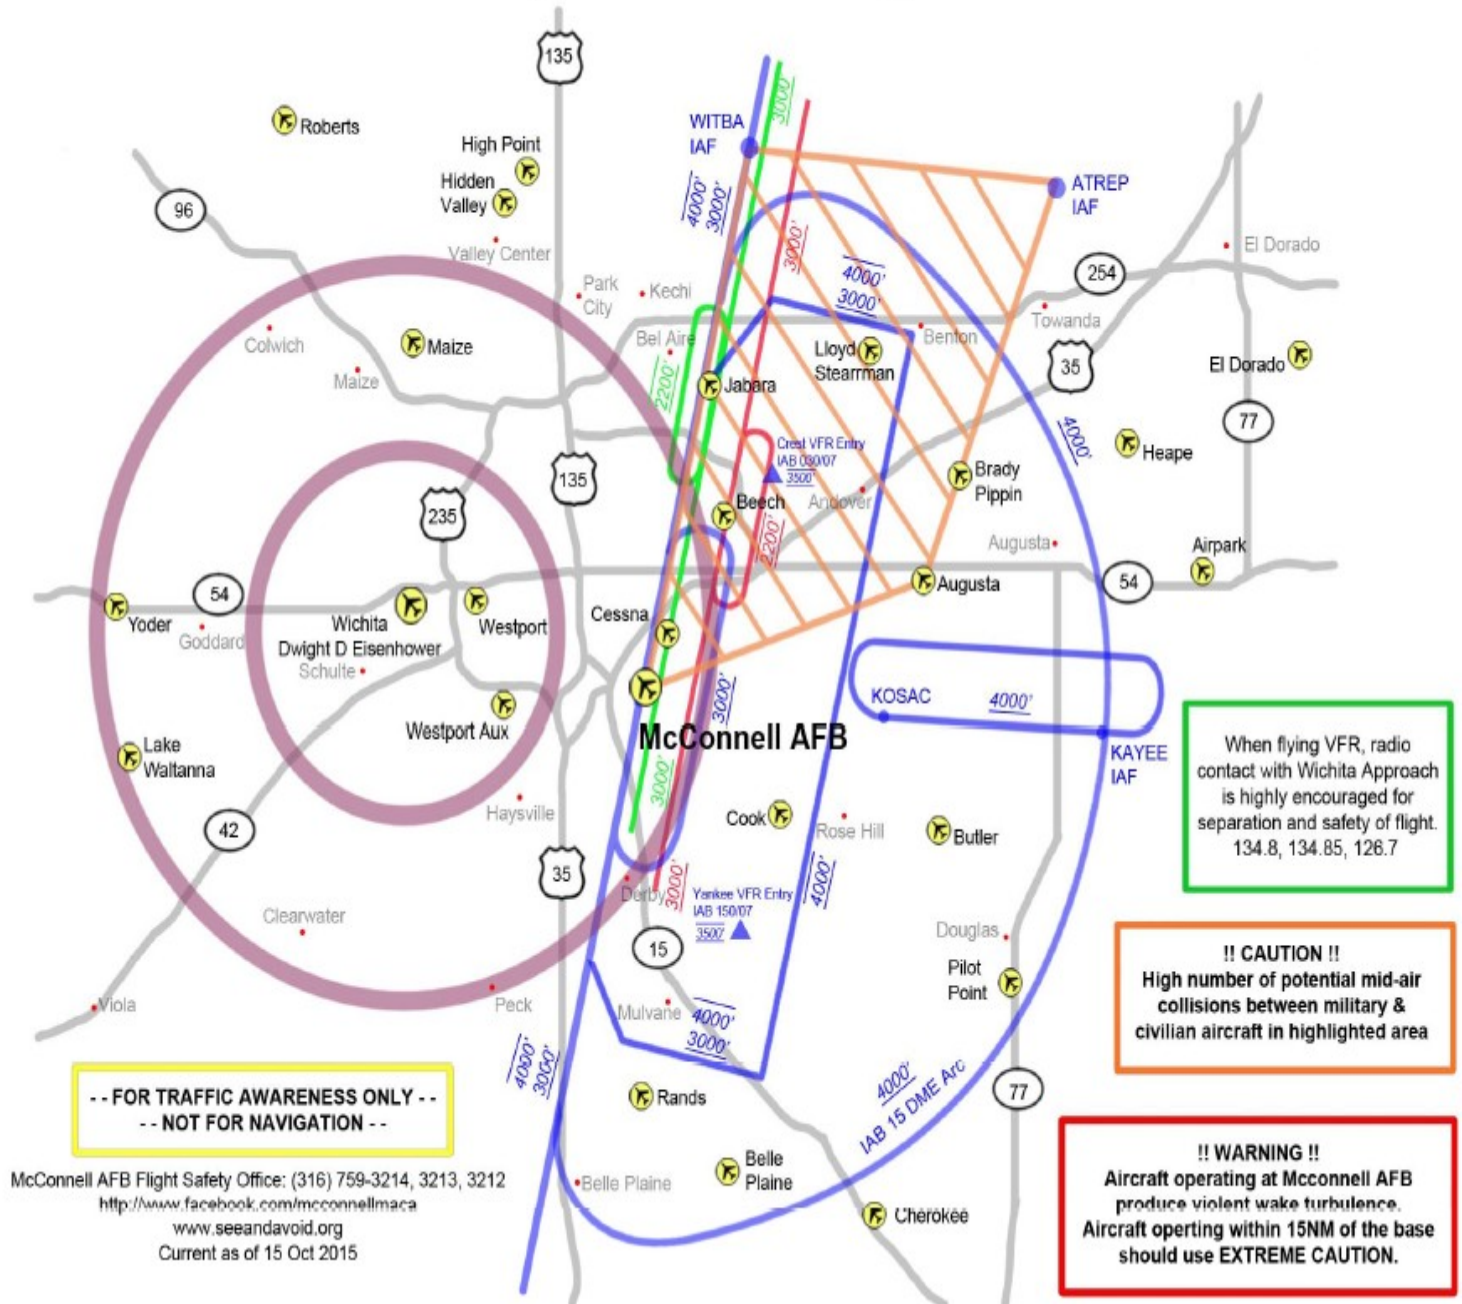 135
Roberts
High Point
Hidden
Valley
96
Valley Center
WITBA
IAF
3000'
4000'
3000'
ATREP
IAF
3000'
El Dorado
254
4000'
3000'
Park
City
Kechi
Towanda
Colwich
Maize
Bel Aire
Benton
Lloyd
Stearrman
35
El Dorado
Maize
2200'
Jabara
77
4000'
Heape
Crest VFR Entry
IAB 030/07
3500'
135
235
Brady
Pippin
Beech
Andover
2200'
Augusta
Airpark
54
54
Augusta
Yoder
Goddard
Wichita
Dwight D Eisenhower
Westport
Cessna
Schulte
KOSAC
4000'
3000'
Westport Aux
McConnell AFB
KAYEE
IAF
Lake
Waltanna
3000'
When flying VFR, radio
contact with Wichita Approach
is highly encouraged for
separation and safety of flight.
134.8, 134.85, 126.7
Haysville
Cook
Rose Hill
Butler
42
35
Derby
3000'
Yankee VFR Entry
IAB 150/07
3500'
4000'
Clearwater
15
Douglas
Pilot
Point
!! CAUTION !!
High number of potential mid-air
collisions between military &
civilian aircraft in highlighted area
Viola
Peck
Mulvane
4000'
3000'
4000'
3000'
4000'
IAB 15 DME Arc
77
Rands
- - FOR TRAFFIC AWARENESS ONLY - -
- - NOT FOR NAVIGATION - -
McConnell AFB Flight Safety Office: (316) 759-3214, 3213, 3212
http://www.facebook.com/mcconnellmaca
www.seeandavoid.org
Current as of 15 Oct 2015
Belle Plaine
Belle
Plaine
Cherokee
!! WARNING !!
Aircraft operating at Mcconnell AFB
produce violent wake turbulence.
Aircraft operting within 15NM of the base
should use EXTREME CAUTION.